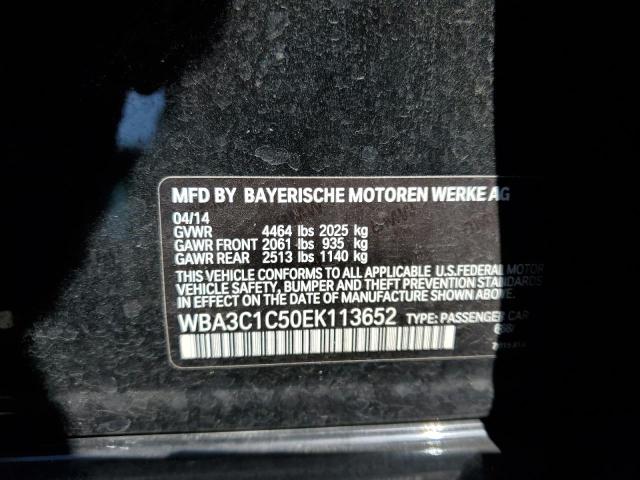 MFD BY BAYERISCHE MOTOREN WERKE AG
04/14
GVWR 4464 lbs 2025 kg
GAWR FRONT 2061 lbs 935 kg
GAWR REAR 2513 lbs 1140 kg
THIS VEHICLE CONFORMS TO ALL APPLICABLE U.S.FEDERAL MOTOR
VEHICLE SAFETY, BUMPER AND THEFT PREVENTION STANDARDS
IN EFFECT ON THE DATE OF MANUFACTURE SHOWN ABOVE.
WBA3C1C50EK113652 TYPE: PASSENGER CAR